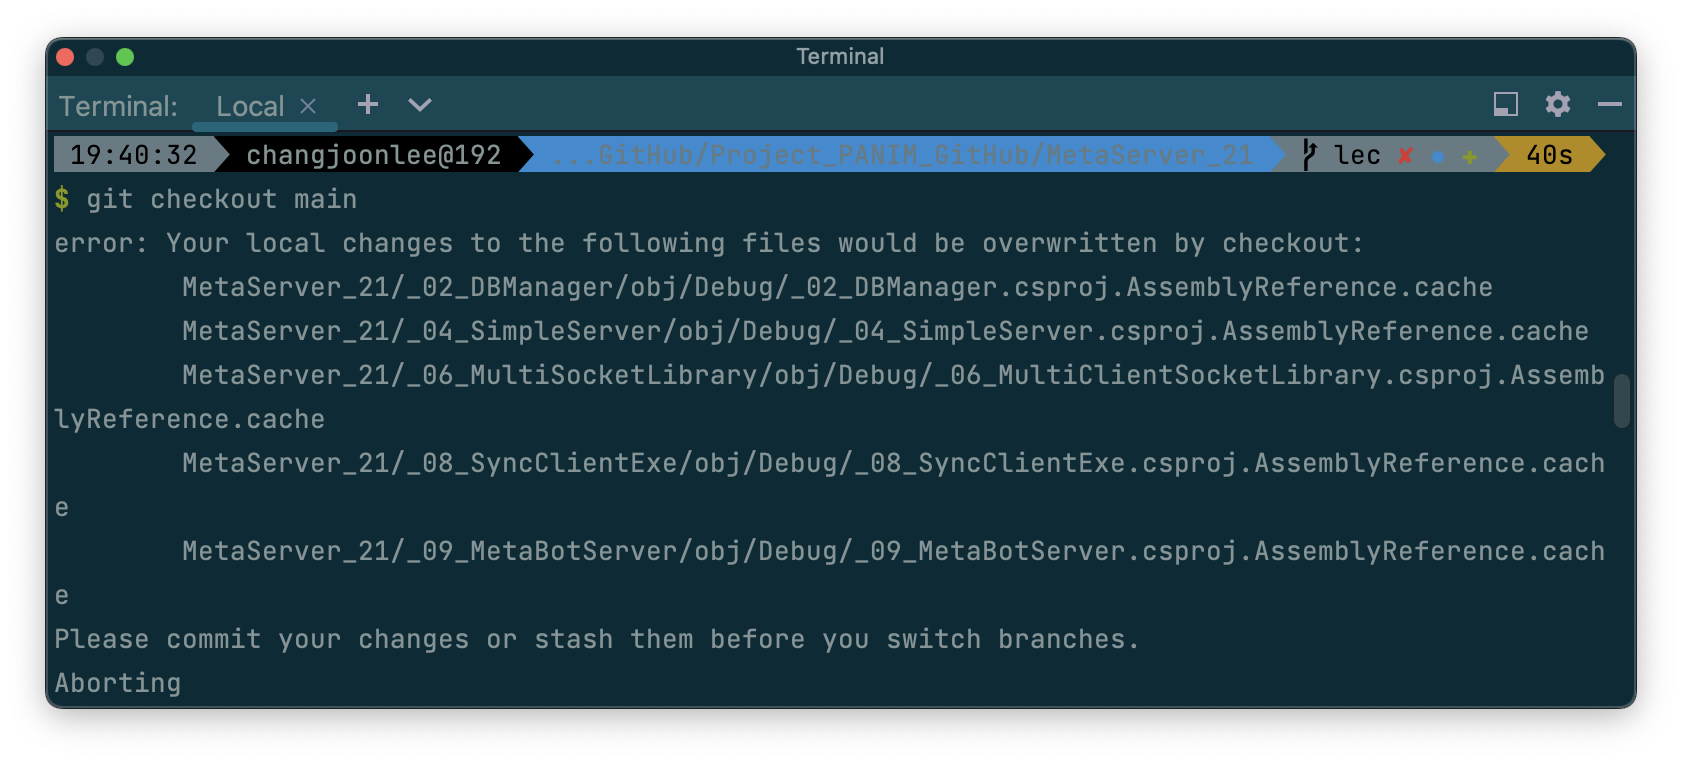 Terminal
Terminal: Local × + 
19:40:32 changjoonlee@192 ...GitHub/Project_PANIM_GitHub/MetaServer_21 lec ✘ ● + 40s
$ git checkout main
error: Your local changes to the following files would be overwritten by checkout:
MetaServer_21/_02_DBManager/obj/Debug/_02_DBManager.csproj.AssemblyReference.cache
MetaServer_21/_04_SimpleServer/obj/Debug/_04_SimpleServer.csproj.AssemblyReference.cache
MetaServer_21/_06_MultiSocketLibrary/obj/Debug/_06_MultiClientSocketLibrary.csproj.Assemb
lyReference.cache
MetaServer_21/_08_SyncClientExe/obj/Debug/_08_SyncClientExe.csproj.AssemblyReference.cach
e
MetaServer_21/_09_MetaBotServer/obj/Debug/_09_MetaBotServer.csproj.AssemblyReference.cach
e
Please commit your changes or stash them before you switch branches.
Aborting